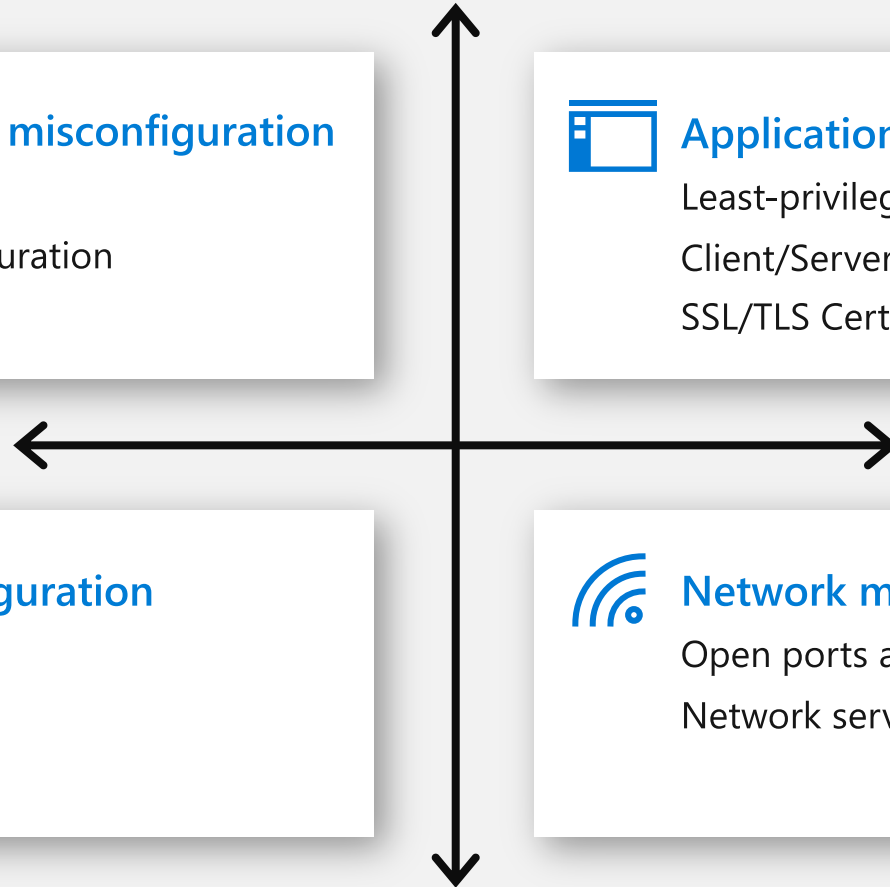 misconfiguration
uration
Application
Least-privileg
Client/Server
SSL/TLS Cert
guration
Network m
Open ports a
Network serv